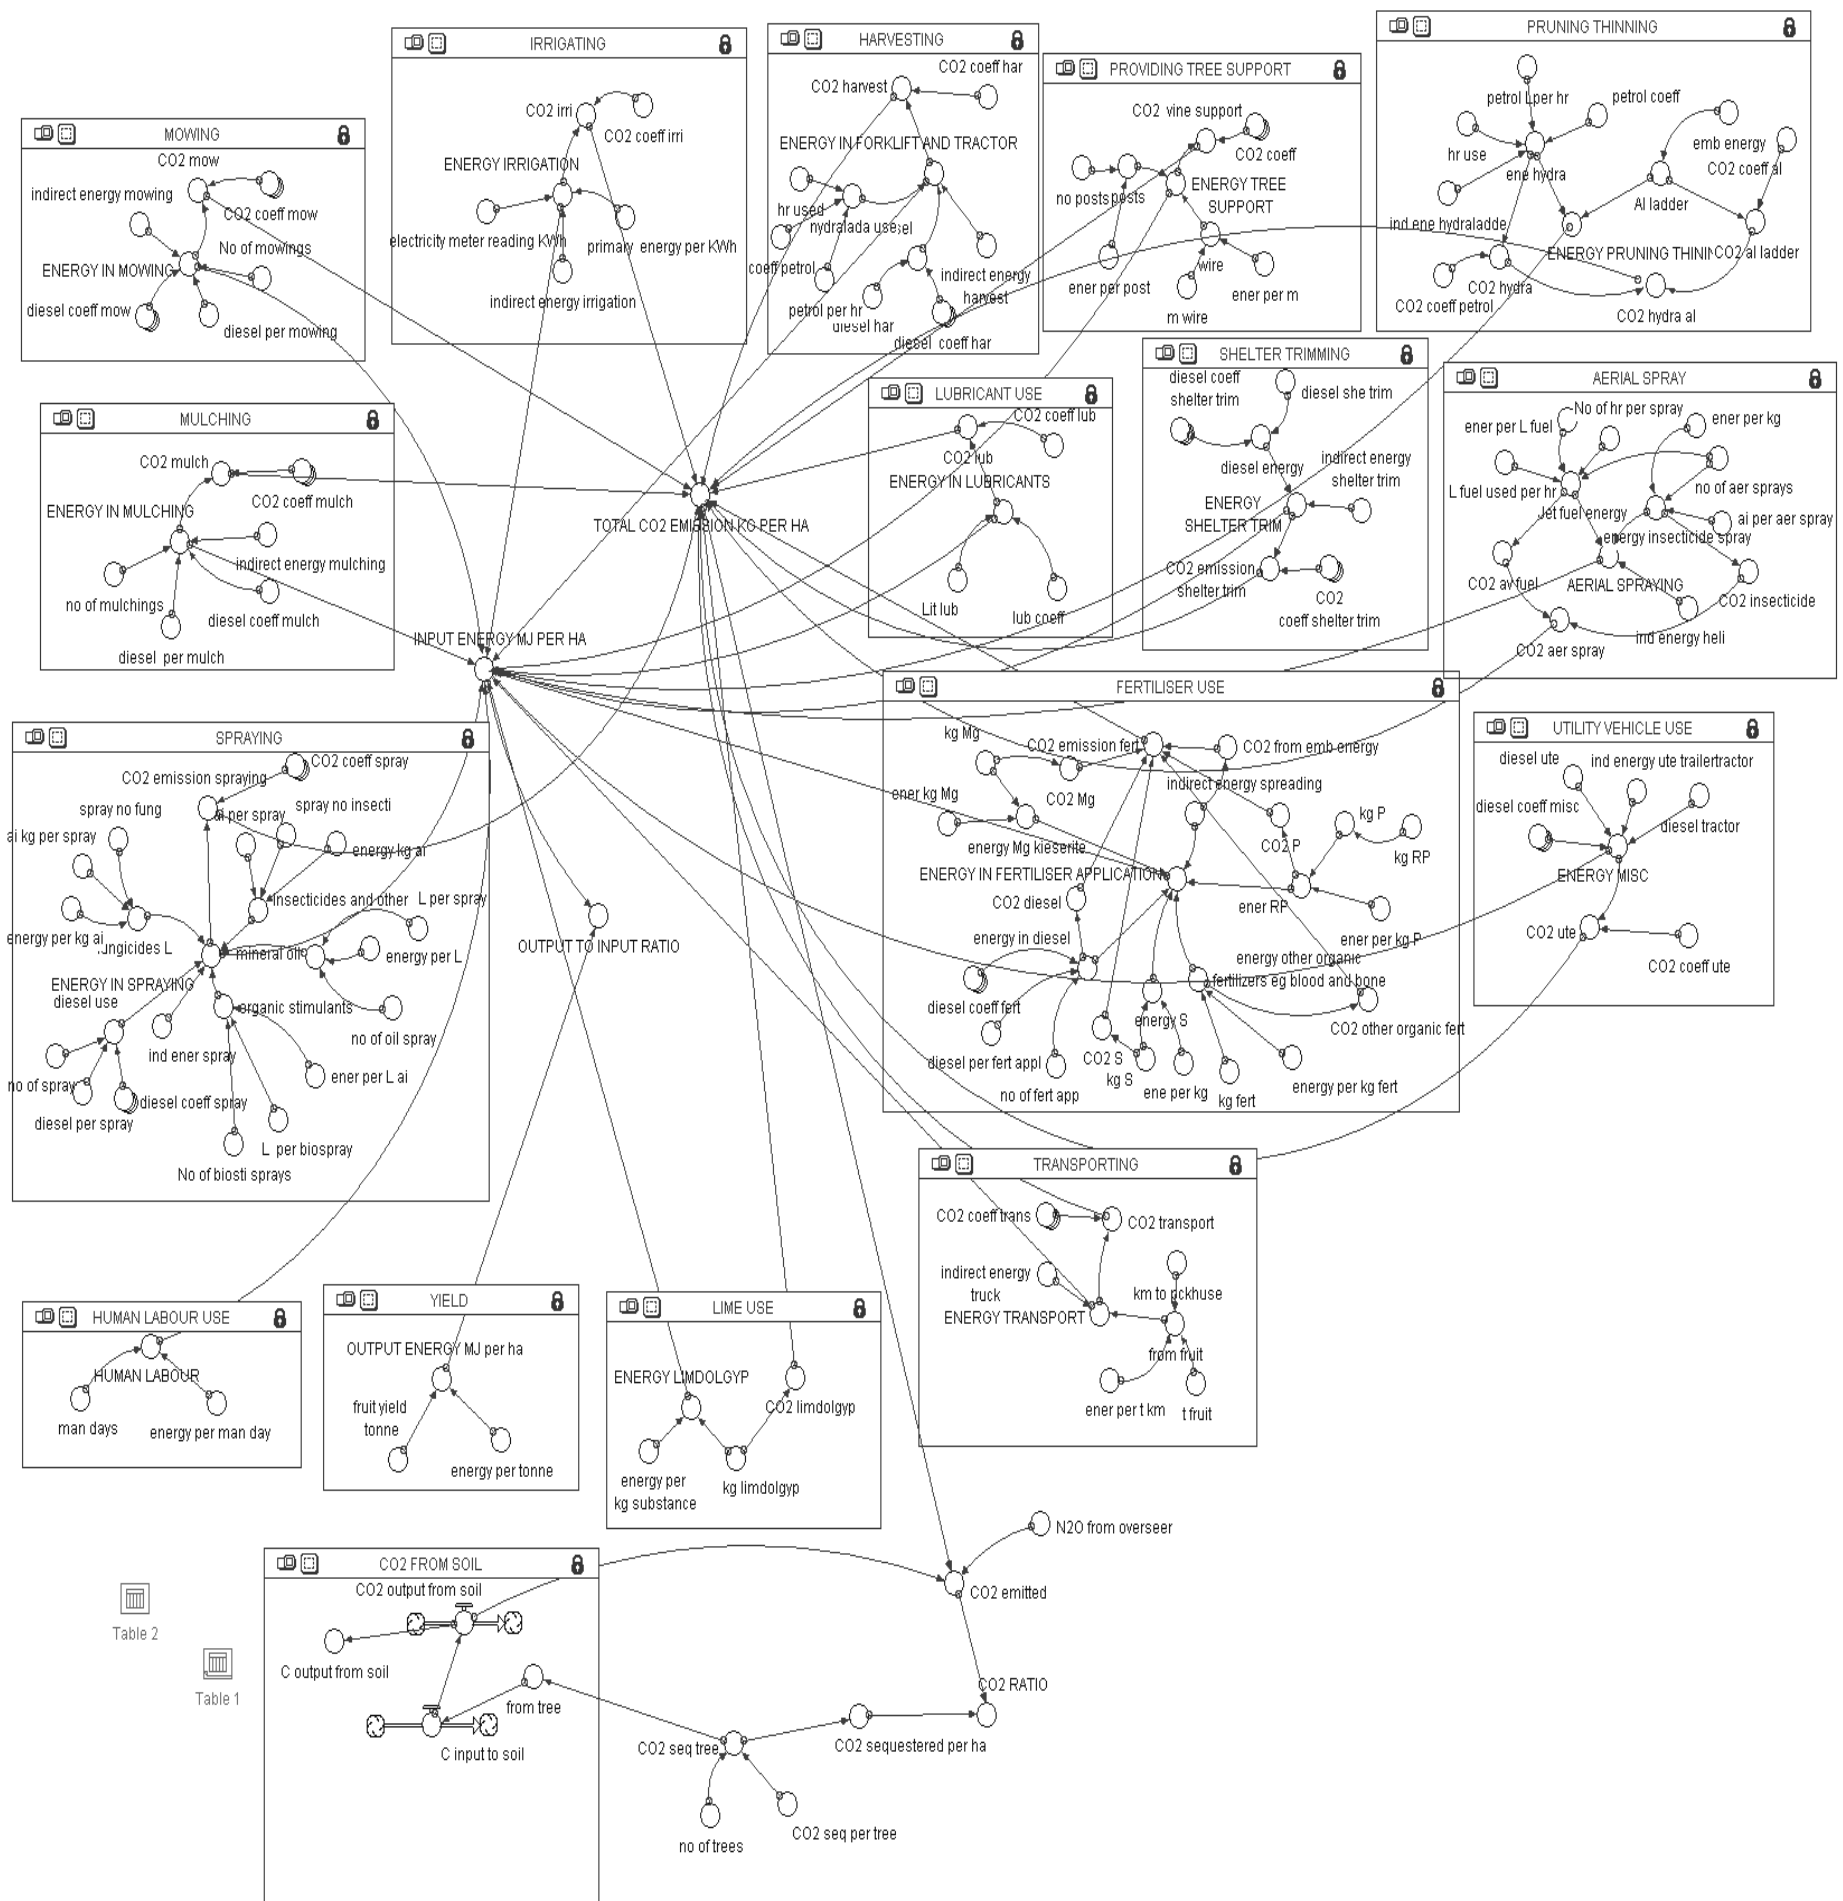 MOWING
CO2 mow
indirect energy mowing
CO2 coeff mow
No of mowings
ENERGY IN MOWING
diesel coeff mow
diesel per mowing
IRRIGATING
CO2 irri
CO2 coeff irri
ENERGY IRRIGATION
electricity meter reading KWh
primary energy per KWh
indirect energy irrigation
HARVESTING
CO2 coeff har
CO2 harvest
ENERGY IN FORKLIFT AND TRACTOR
hr used
hydralada use
coeff petrol
indirect energy
harvest
petrol per hr
diesel har
diesel coeff har
PROVIDING TREE SUPPORT
CO2 vine support
CO2 coeff
no posts
posts
ENERGY TREE
SUPPORT
wire
ener per post
ener per m
m wire
PRUNING THINNING
petrol Lper hr
petrol coeff
hr use
emb energy
CO2 coeff al
ene hydra
Al ladder
ind ene hydraladde
ENERGY PRUNING THINNI
CO2 al ladder
CO2 hydra
CO2 coeff petrol
CO2 hydra al
MULCHING
CO2 mulch
CO2 coeff mulch
ENERGY IN MULCHING
indirect energy mulching
no of mulchings
diesel coeff mulch
diesel per mulch
LUBRICANT USE
CO2 coeff lub
CO2 lub
ENERGY IN LUBRICANTS
Lit lub
lub coeff
SHELTER TRIMMING
diesel coeff
shelter trim
diesel she trim
diesel energy
indirect energy
shelter trim
ENERGY
SHELTER TRIM
CO2 emission
shelter trim
CO2
coeff shelter trim
AERIAL SPRAY
No of hr per spray
ener per L fuel
ener per kg
L fuel used per hr
no of aer sprays
Jet fuel energy
ai per aer spray
energy insecticide spray
CO2 av fuel
AERIAL SPRAYING
CO2 insecticide
ind energy heli
CO2 aer spray
TOTAL CO2 EMISSION KG PER HA
INPUT ENERGY MJ PER HA
OUTPUT TO INPUT RATIO
SPRAYING
CO2 coeff spray
CO2 emission spraying
spray no fung
ai per spray
spray no insecti
ai kg per spray
energy kg ai
Insecticides and other
L per spray
energy per kg ai
ungicides L
mineral oil
energy per L
ENERGY IN SPRAYING
diesel use
organic stimulants
no of oil spray
ind ener spray
ener per L ai
no of spray
diesel coeff spray
diesel per spray
L per biospray
No of biosti sprays
FERTILISER USE
kg Mg
CO2 emission fert
CO2 from emb energy
indirect energy spreading
ener kg Mg
CO2 Mg
kg P
energy Mg kieserite
CO2 P
kg RP
ENERGY IN FERTILISER APPLICATION
CO2 diesel
ener RP
energy in diesel
ener per kg P
energy other organic
fertilizers eg blood and bone
diesel coeff fert
energy S
CO2 other organic fert
diesel per fert appl
CO2 S
kg S
no of fert app
ene per kg
kg fert
energy per kg fert
UTILITY VEHICLE USE
diesel ute
ind energy ute trailertractor
diesel coeff misc
diesel tractor
ENERGY MISC
CO2 ute
CO2 coeff ute
TRANSPORTING
CO2 coeff trans
CO2 transport
indirect energy
truck
km to pckhuse
ENERGY TRANSPORT
from fruit
ener per t km
t fruit
HUMAN LABOUR USE
HUMAN LABOUR
man days
energy per man day
YIELD
OUTPUT ENERGY MJ per ha
fruit yield
tonne
energy per tonne
LIME USE
ENERGY LIMDOLGYP
CO2 limdolgyp
energy per
kg substance
kg limdolgyp
N2O from overseer
CO2 emitted
CO2 FROM SOIL
CO2 output from soil
C output from soil
from tree
C input to soil
Table 2
Table 1
CO2 RATIO
CO2 seq tree
CO2 sequestered per ha
no of trees
CO2 seq per tree